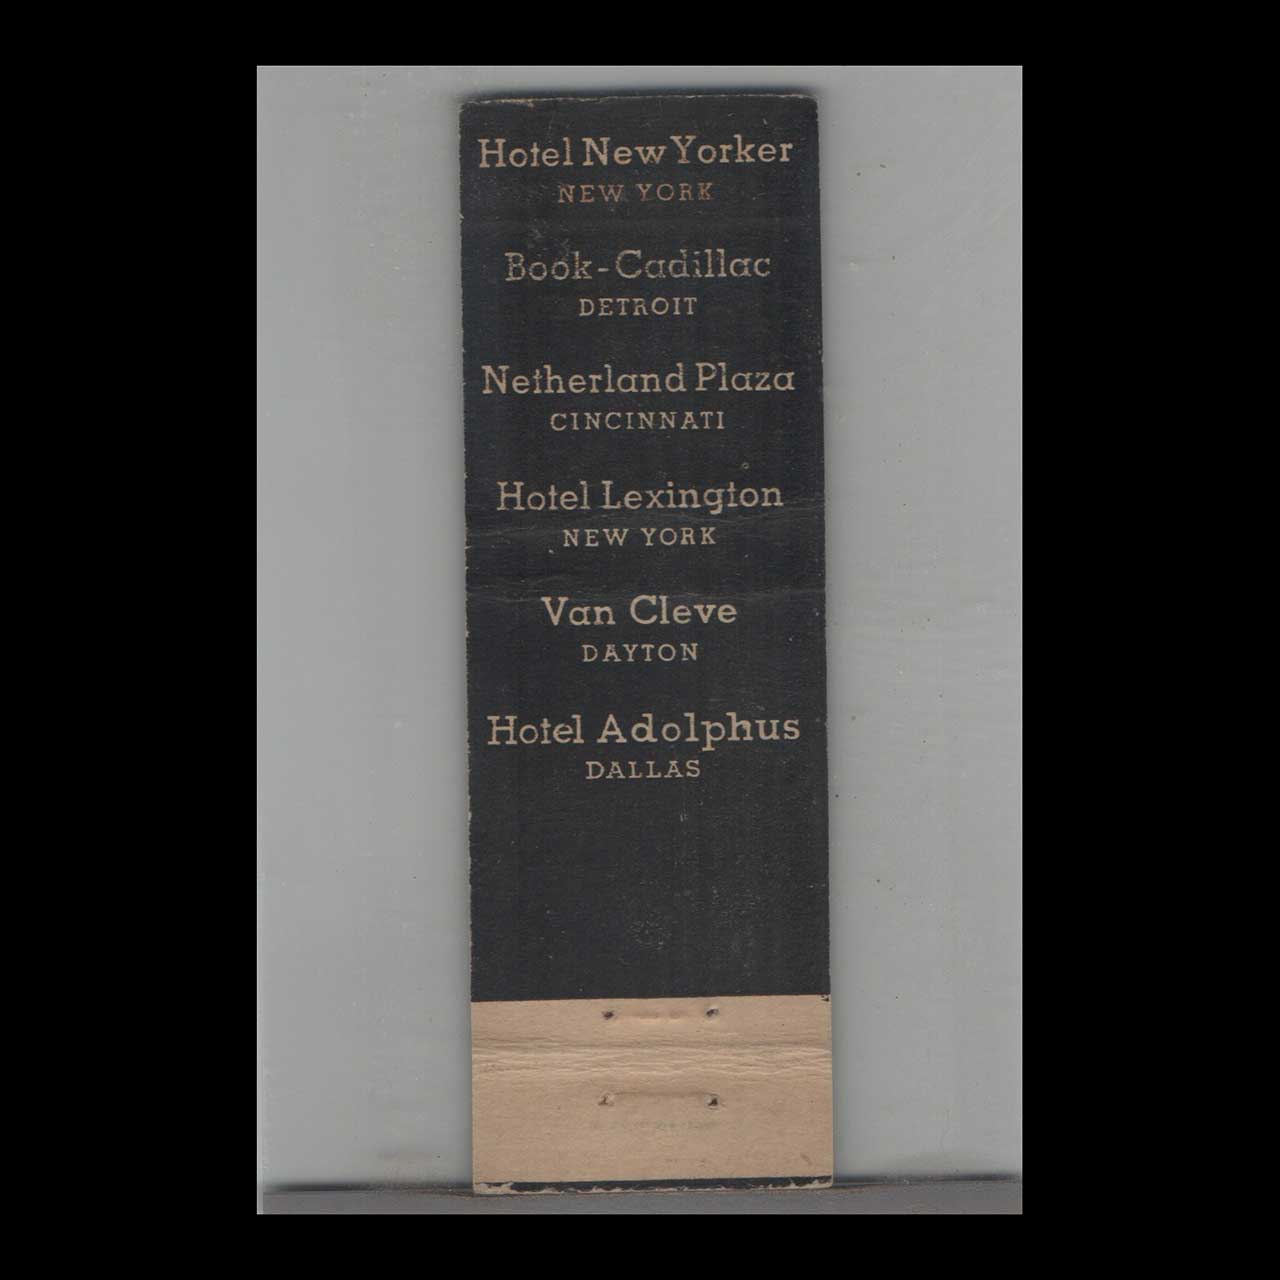 Hotel New Yorker
NEW YORK
Book-Cadillac
DETROIT
Netherland Plaza
CINCINNATI
Hotel Lexington
NEW YORK
Van Cleve
DAYTON
Hotel Adolphus
DALLAS